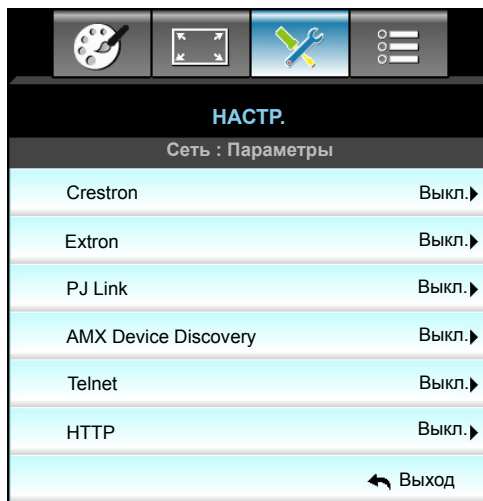 НАСТР.
Сеть : Параметры
Crestron Выкл.
Extron Выкл.
PJ Link Выкл.
AMX Device Discovery Выкл.
Telnet Выкл.
HTTP Выкл.
Выход